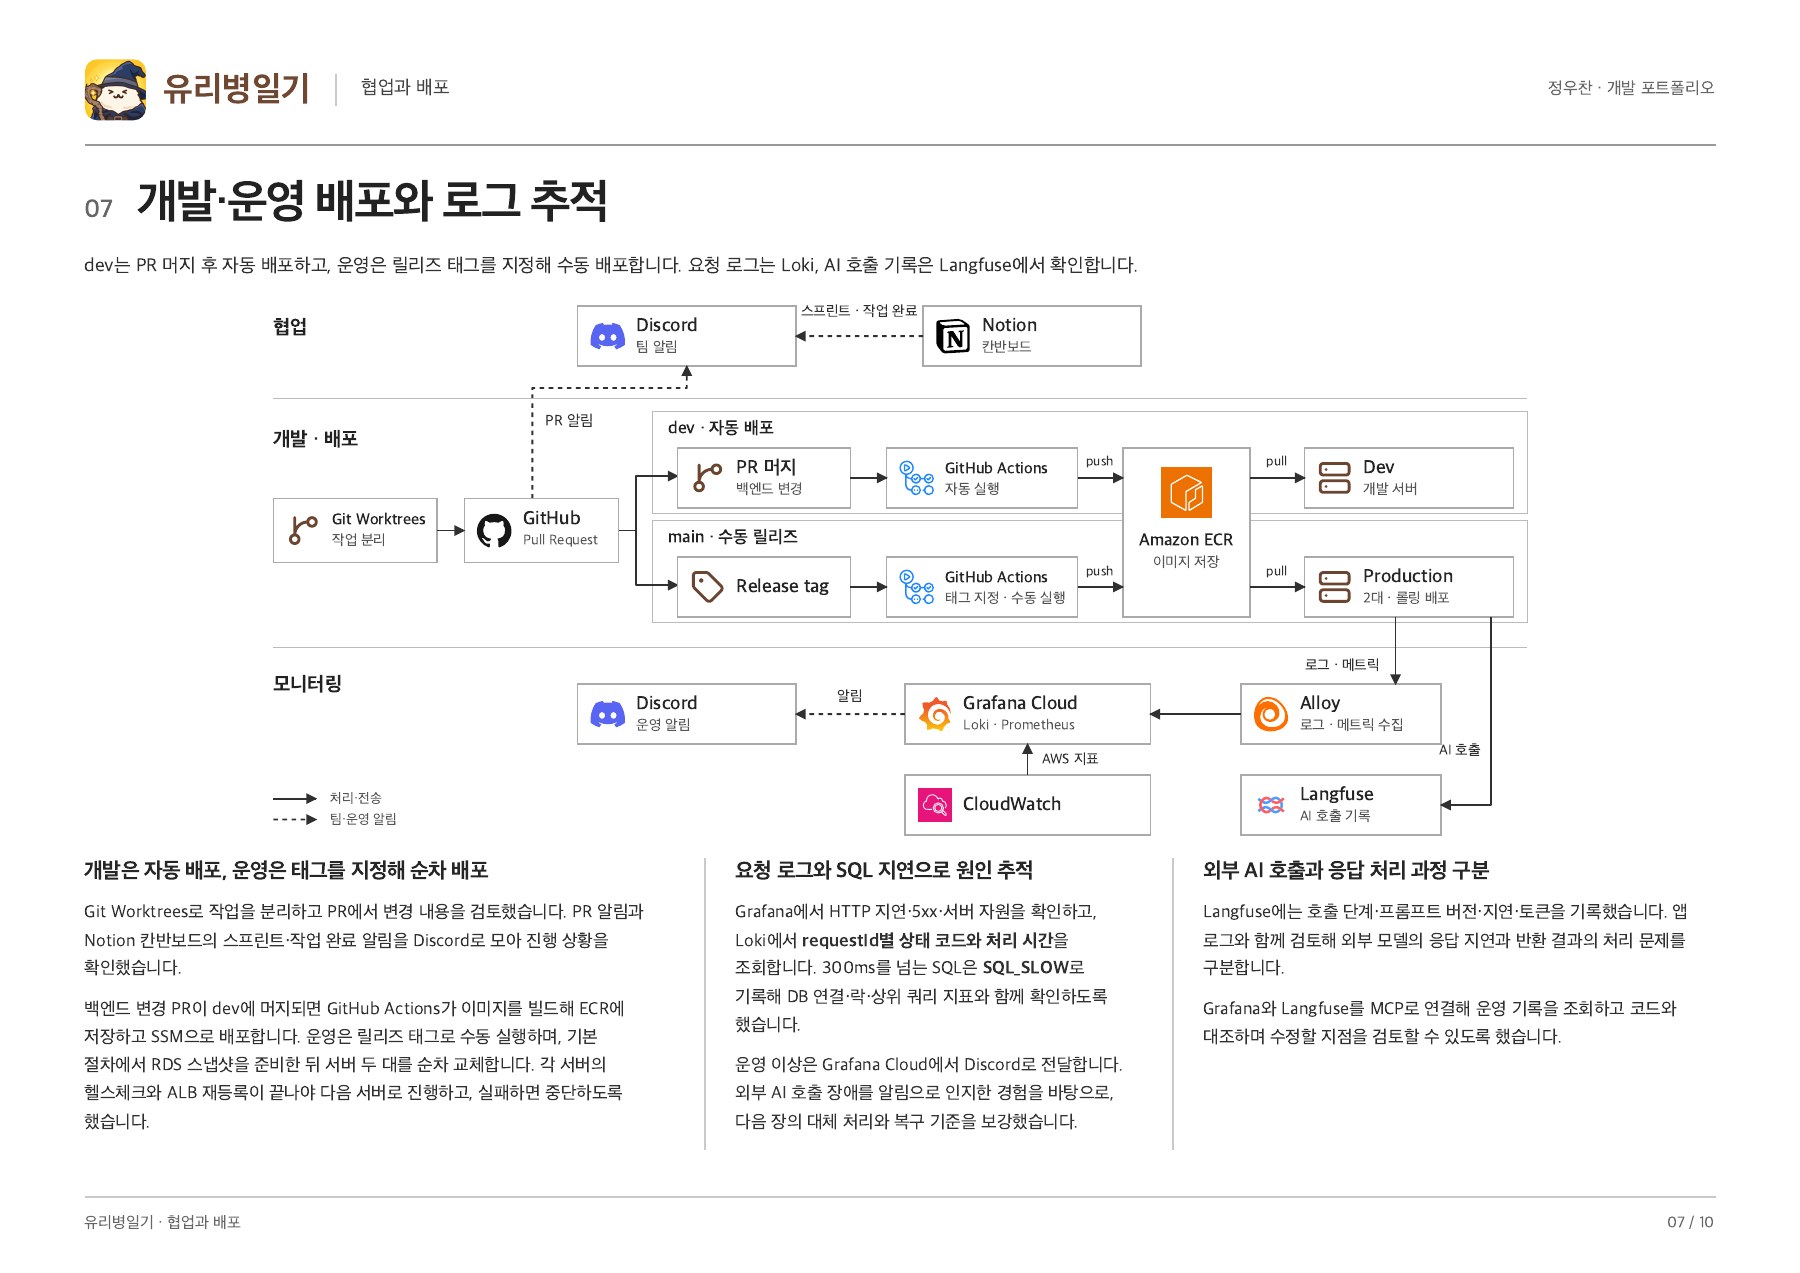 유리병일기
협업과 배포
정우찬 · 개발 포트폴리오
07 개발·운영 배포와 로그 추적
dev는 PR 머지 후 자동 배포하고, 운영은 릴리즈 태그를 지정해 수동 배포합니다. 요청 로그는 Loki, AI 호출 기록은 Langfuse에서 확인합니다.
협업
Discord
팀 알림
스프린트 · 작업 완료
Notion
칸반보드
PR 알림
개발 · 배포
dev · 자동 배포
PR 머지
백엔드 변경
GitHub Actions
자동 실행
push
pull
Dev
개발 서버
Git Worktrees
작업 분리
GitHub
Pull Request
Amazon ECR
이미지 저장
main · 수동 릴리즈
Release tag
GitHub Actions
태그 지정 · 수동 실행
push
pull
Production
2대 · 롤링 배포
모니터링
로그 · 메트릭
Discord
운영 알림
알림
Grafana Cloud
Loki · Prometheus
Alloy
로그 · 메트릭 수집
AI 호출
AWS 지표
CloudWatch
Langfuse
AI 호출 기록
처리·전송
팀·운영 알림
개발은 자동 배포, 운영은 태그를 지정해 순차 배포
Git Worktrees로 작업을 분리하고 PR에서 변경 내용을 검토했습니다. PR 알림과
Notion 칸반보드의 스프린트·작업 완료 알림을 Discord로 모아 진행 상황을
확인했습니다.
백엔드 변경 PR이 dev에 머지되면 GitHub Actions가 이미지를 빌드해 ECR에
저장하고 SSM으로 배포합니다. 운영은 릴리즈 태그로 수동 실행하며, 기본
절차에서 RDS 스냅샷을 준비한 뒤 서버 두 대를 순차 교체합니다. 각 서버의
헬스체크와 ALB 재등록이 끝나야 다음 서버로 진행하고, 실패하면 중단하도록
했습니다.
요청 로그와 SQL 지연으로 원인 추적
Grafana에서 HTTP 지연·5xx·서버 자원을 확인하고,
Loki에서 requestId별 상태 코드와 처리 시간을
조회합니다. 300ms를 넘는 SQL은 SQL_SLOW로
기록해 DB 연결·락·상위 쿼리 지표와 함께 확인하도록
했습니다.
운영 이상은 Grafana Cloud에서 Discord로 전달합니다.
외부 AI 호출 장애를 알림으로 인지한 경험을 바탕으로,
다음 장의 대체 처리와 복구 기준을 보강했습니다.
외부 AI 호출과 응답 처리 과정 구분
Langfuse에는 호출 단계·프롬프트 버전·지연·토큰을 기록했습니다. 앱
로그와 함께 검토해 외부 모델의 응답 지연과 반환 결과의 처리 문제를
구분합니다.
Grafana와 Langfuse를 MCP로 연결해 운영 기록을 조회하고 코드와
대조하며 수정할 지점을 검토할 수 있도록 했습니다.
유리병일기 · 협업과 배포
07 / 10